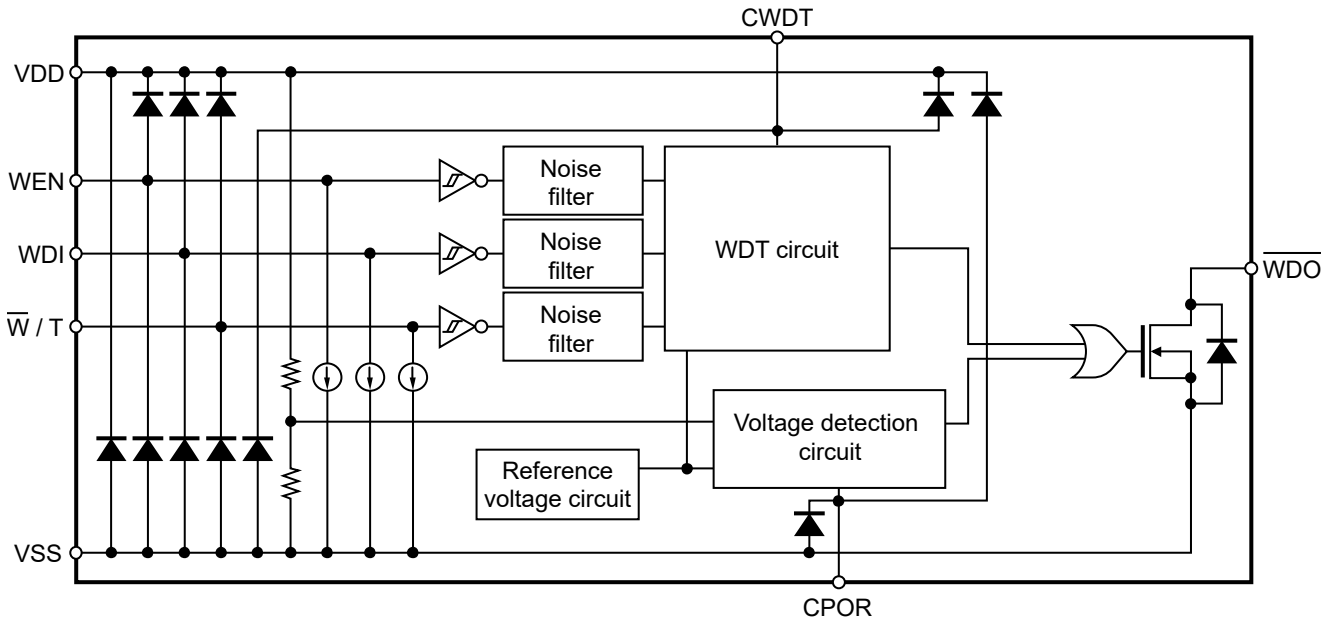 CWDT
VDD
WEN
WDI
W̅ / T
VSS
Noise
filter
Noise
filter
Noise
filter
WDT circuit
Voltage detection
circuit
Reference
voltage circuit
W̅D̅O̅
CPOR